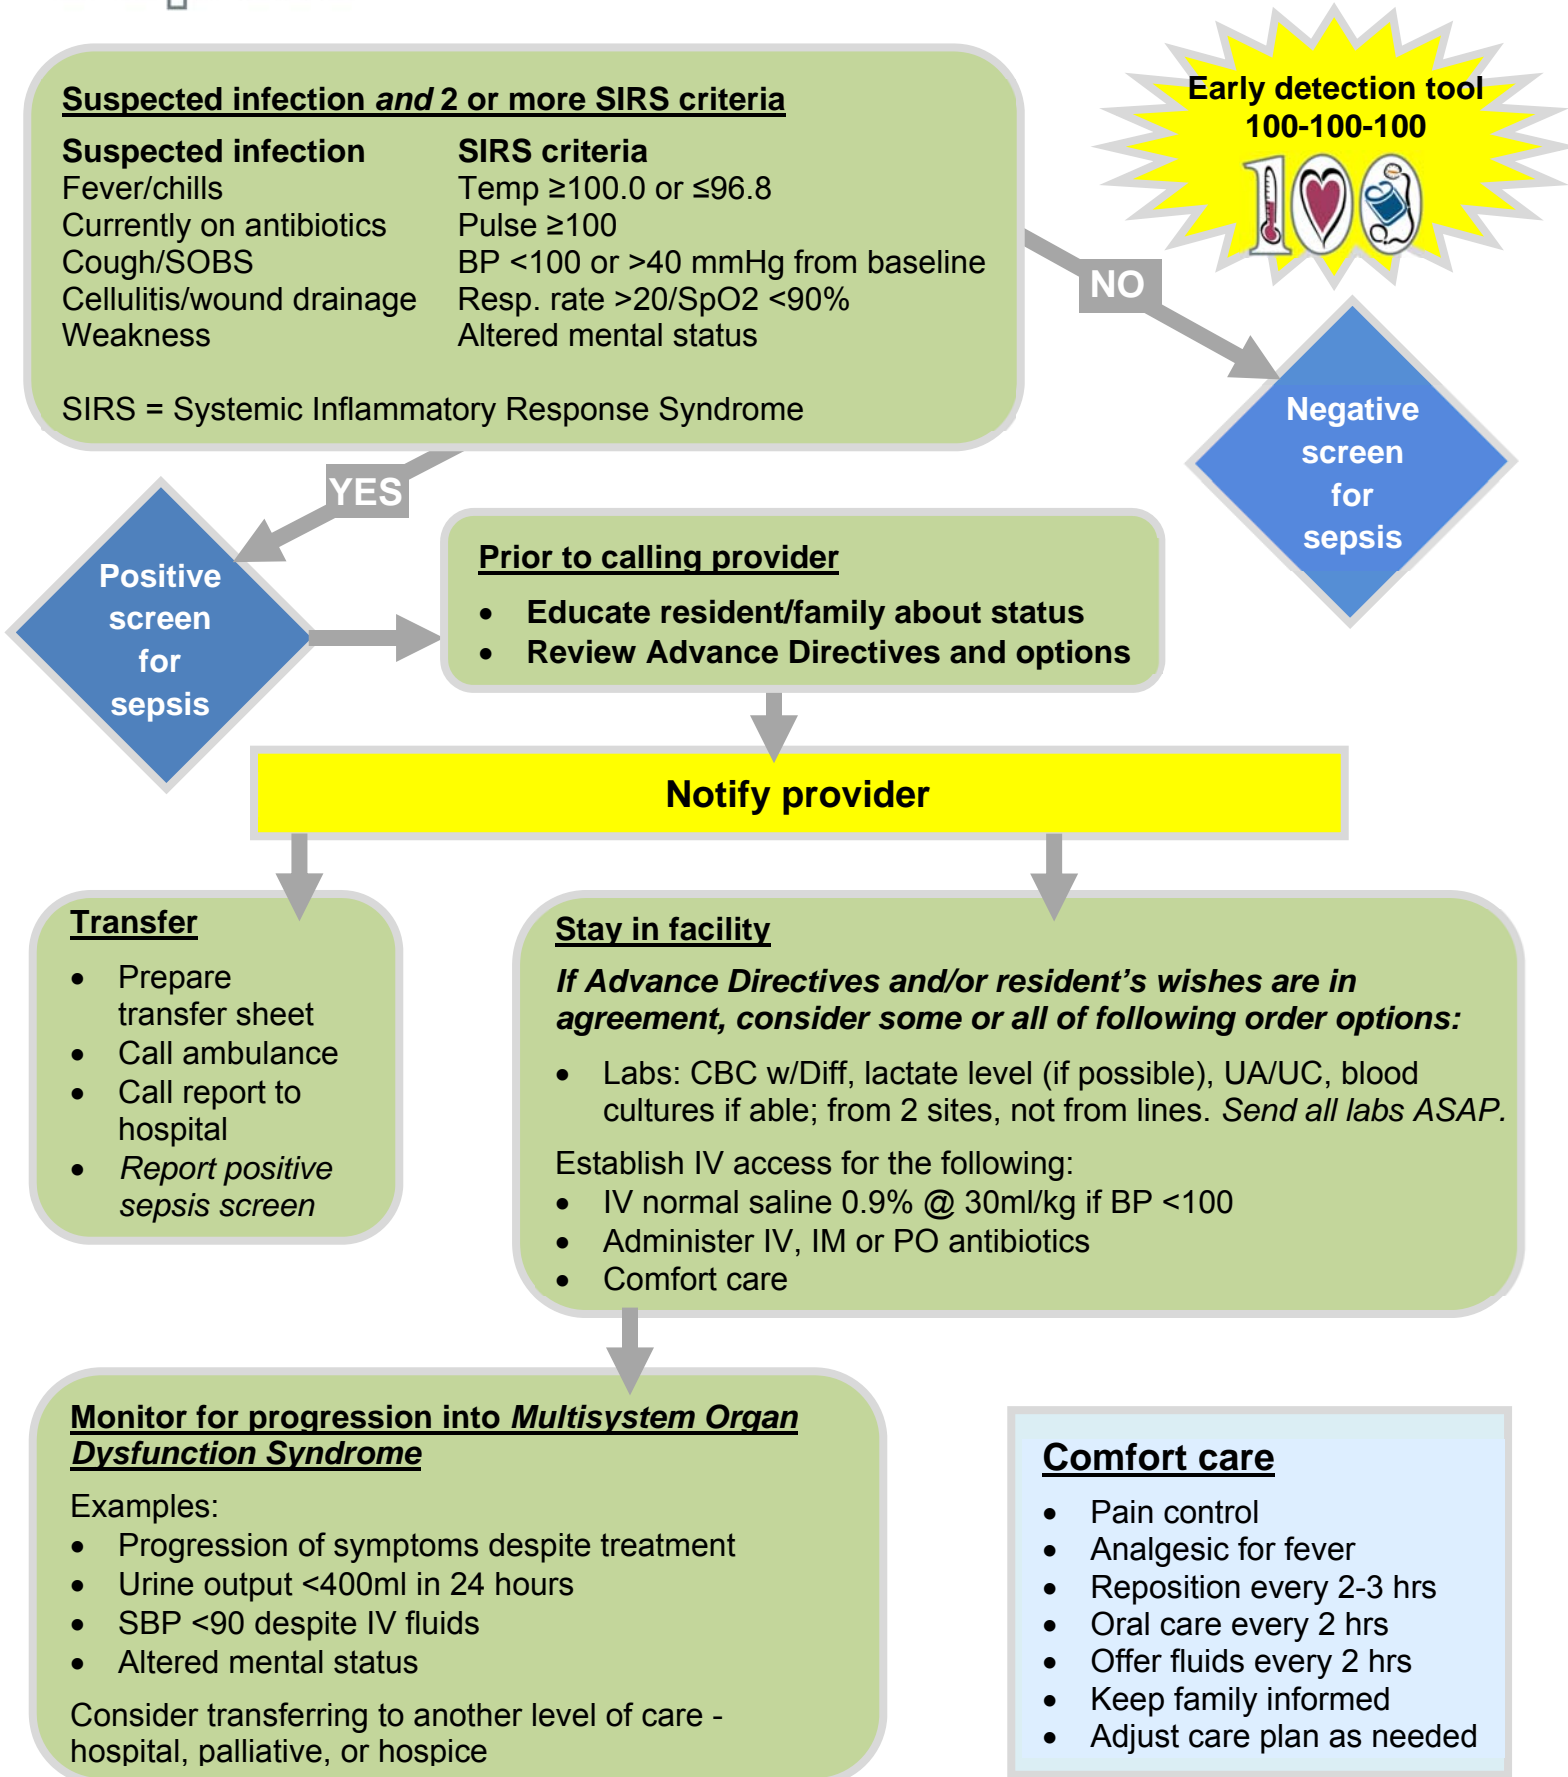 Suspected infection and 2 or more SIRS criteria
Suspected infection SIRS criteria
Fever/chills Temp ≥100.0 or ≤96.8
Currently on antibiotics Pulse ≥100
Cough/SOBS BP <100 or >40 mmHg from baseline
Cellulitis/wound drainage Resp. rate >20/SpO2 <90%
Weakness Altered mental status
SIRS = Systemic Inflammatory Response Syndrome
Early detection tool
100-100-100
100
NO
Negative
screen
for
sepsis
YES
Positive
screen
for
sepsis
Prior to calling provider
• Educate resident/family about status
• Review Advance Directives and options
Notify provider
Transfer
• Prepare
transfer sheet
• Call ambulance
• Call report to
hospital
• Report positive
sepsis screen
Stay in facility
If Advance Directives and/or resident’s wishes are in
agreement, consider some or all of following order options:
• Labs: CBC w/Diff, lactate level (if possible), UA/UC, blood
cultures if able; from 2 sites, not from lines. Send all labs ASAP.
Establish IV access for the following:
• IV normal saline 0.9% @ 30ml/kg if BP <100
• Administer IV, IM or PO antibiotics
• Comfort care
Monitor for progression into Multisystem Organ
Dysfunction Syndrome
Examples:
• Progression of symptoms despite treatment
• Urine output <400ml in 24 hours
• SBP <90 despite IV fluids
• Altered mental status
Consider transferring to another level of care -
hospital, palliative, or hospice
Comfort care
• Pain control
• Analgesic for fever
• Reposition every 2-3 hrs
• Oral care every 2 hrs
• Offer fluids every 2 hrs
• Keep family informed
• Adjust care plan as needed